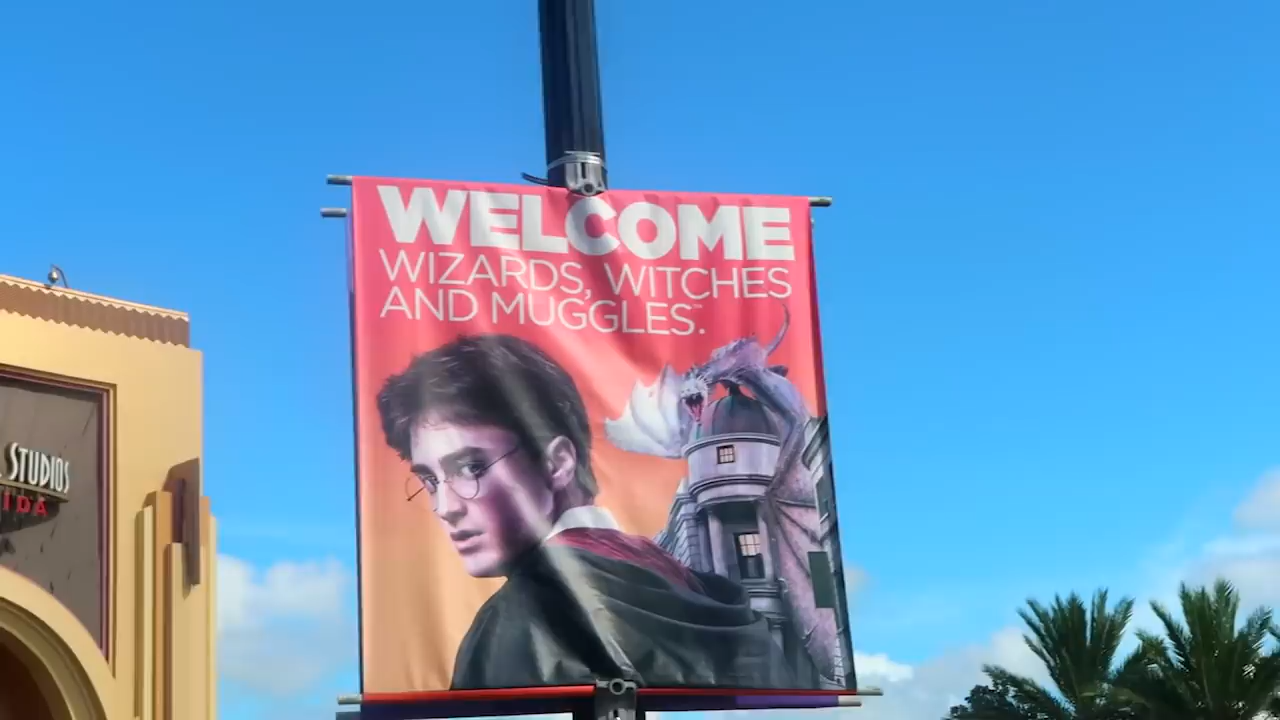 WELCOME
WIZARDS, WITCHES
AND MUGGLES.™
STUDIOS
IDA